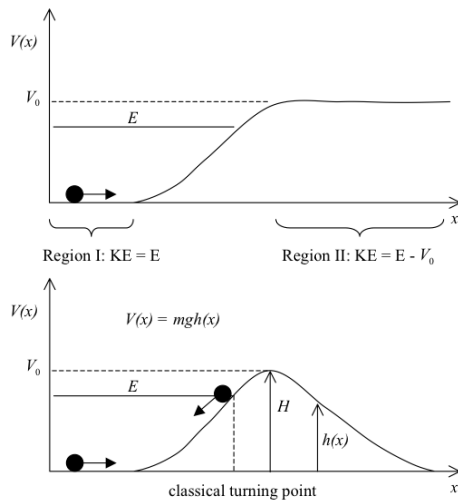 V(x)
V₀
E
x
Region I: KE = E
Region II: KE = E - V₀
V(x)
V(x) = mgh(x)
V₀
E
H
h(x)
x
classical turning point